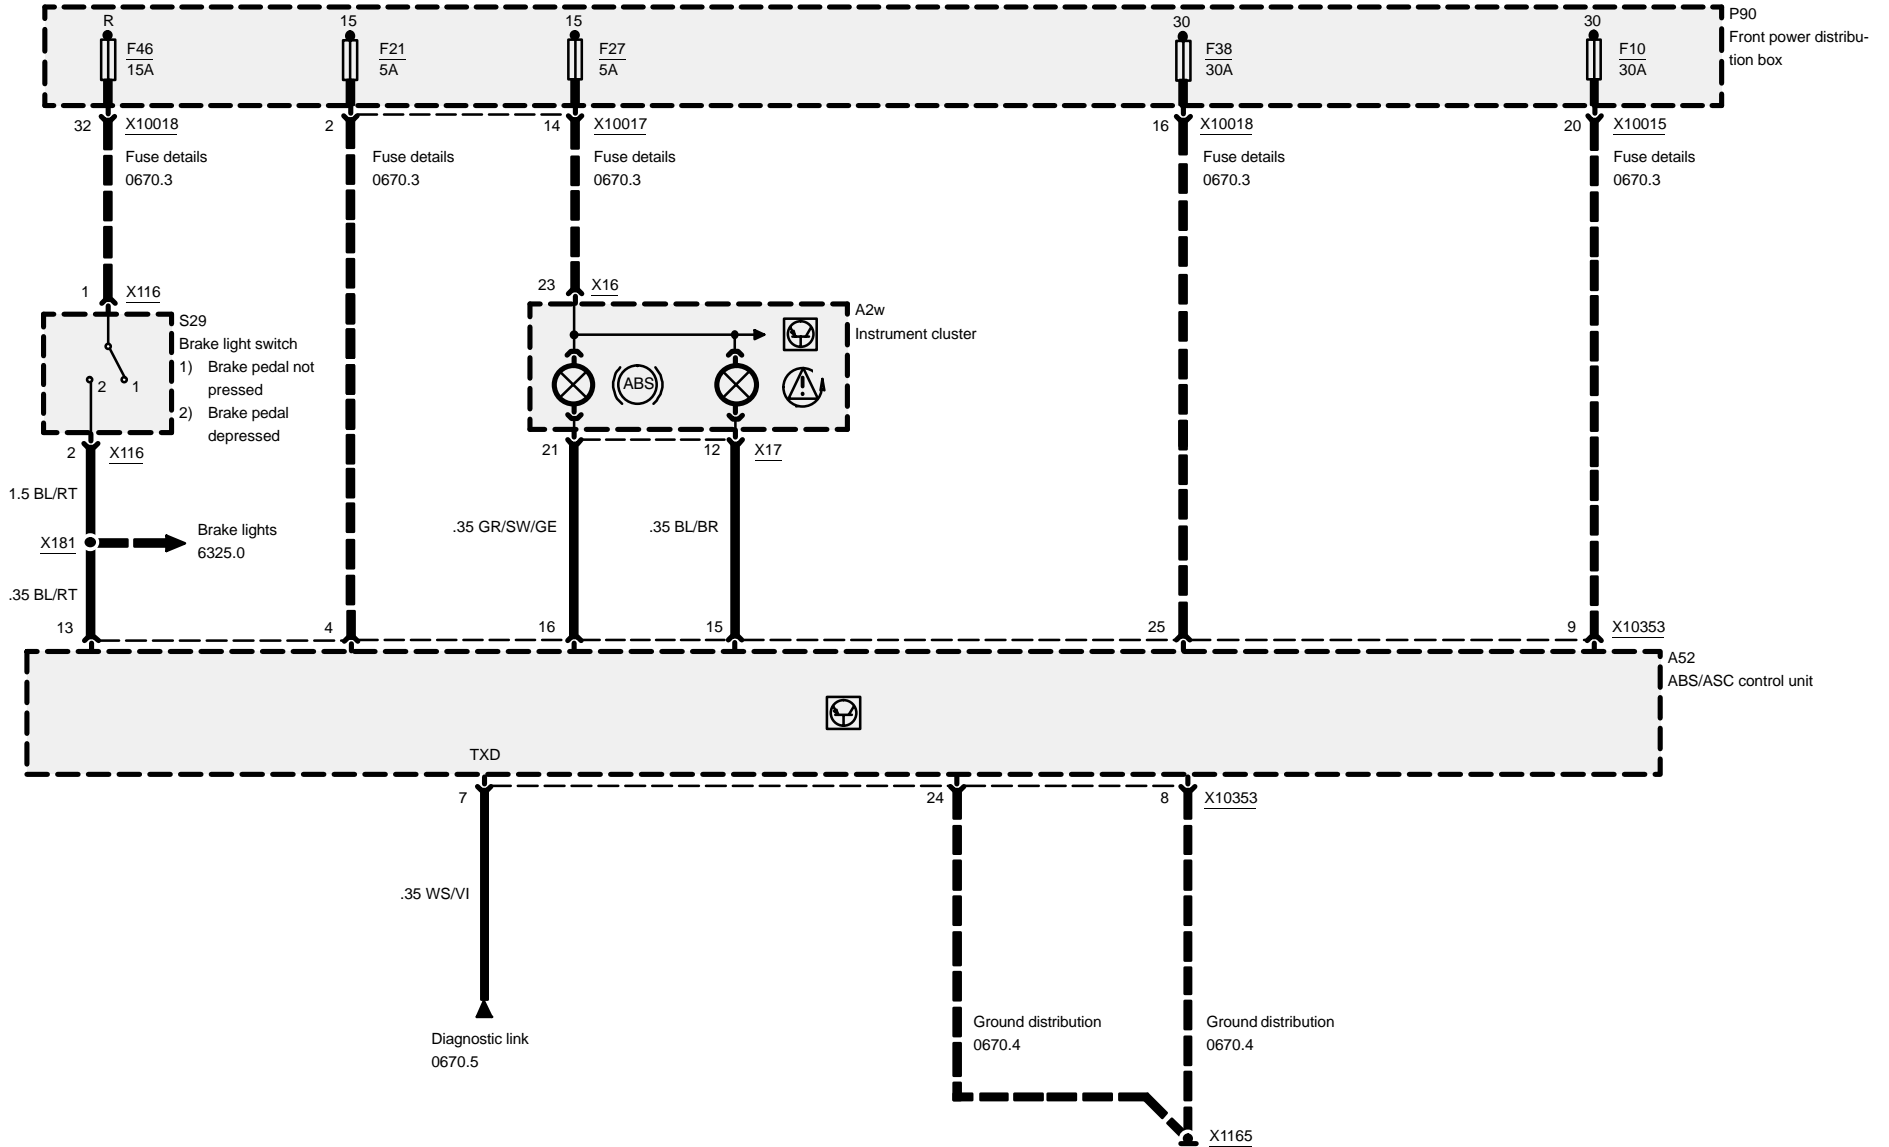 R
15
15
30
30
P90
Front power distribu-
tion box
F46
15A
F21
5A
F27
5A
F38
30A
F10
30A
32
X10018
2
14
X10017
16
X10018
20
X10015
Fuse details
0670.3
Fuse details
0670.3
Fuse details
0670.3
Fuse details
0670.3
Fuse details
0670.3
1
X116
23
X16
S29
Brake light switch
1) Brake pedal not
pressed
2) Brake pedal
depressed
2
1
A2w
Instrument cluster
ABS
!
2
X116
21
12
X17
1.5 BL/RT
.35 GR/SW/GE
.35 BL/BR
X181
Brake lights
6325.0
.35 BL/RT
13
4
16
15
25
9
X10353
A52
ABS/ASC control unit
TXD
7
24
8
X10353
.35 WS/VI
Diagnostic link
0670.5
Ground distribution
0670.4
Ground distribution
0670.4
X1165